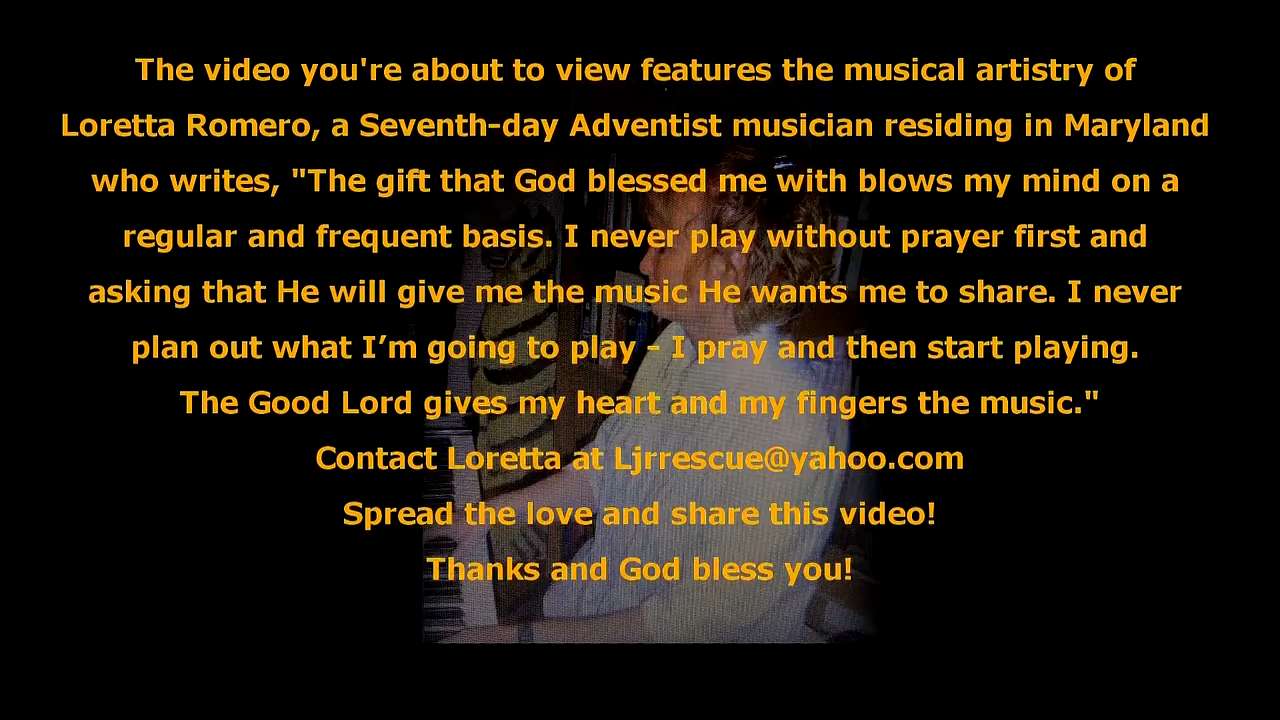 The video you're about to view features the musical artistry of
Loretta Romero, a Seventh-day Adventist musician residing in Maryland
who writes, "The gift that God blessed me with blows my mind on a
regular and frequent basis. I never play without prayer first and
asking that He will give me the music He wants me to share. I never
plan out what I’m going to play - I pray and then start playing.
The Good Lord gives my heart and my fingers the music."
Contact Loretta at Ljrrescue@yahoo.com
Spread the love and share this video!
Thanks and God bless you!